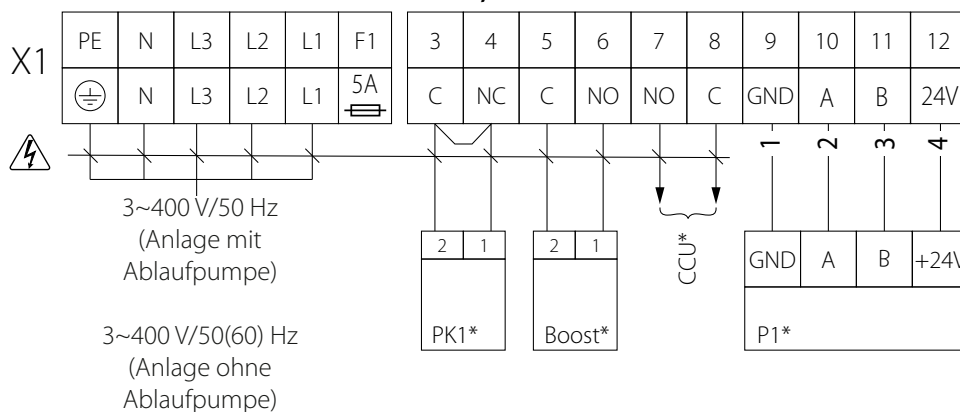 X1
PE N L3 L2 L1 F1 3 4 5 6 7 8 9 10 11 12
N L3 L2 L1 5A C NC C NO NO C GND A B 24V
1 2 3 4
3~400 V/50 Hz
(Anlage mit
Ablaufpumpe)
3~400 V/50(60) Hz
(Anlage ohne
Ablaufpumpe)
2 1
PK1*
2 1
Boost*
CCU*
GND A B +24V
P1*